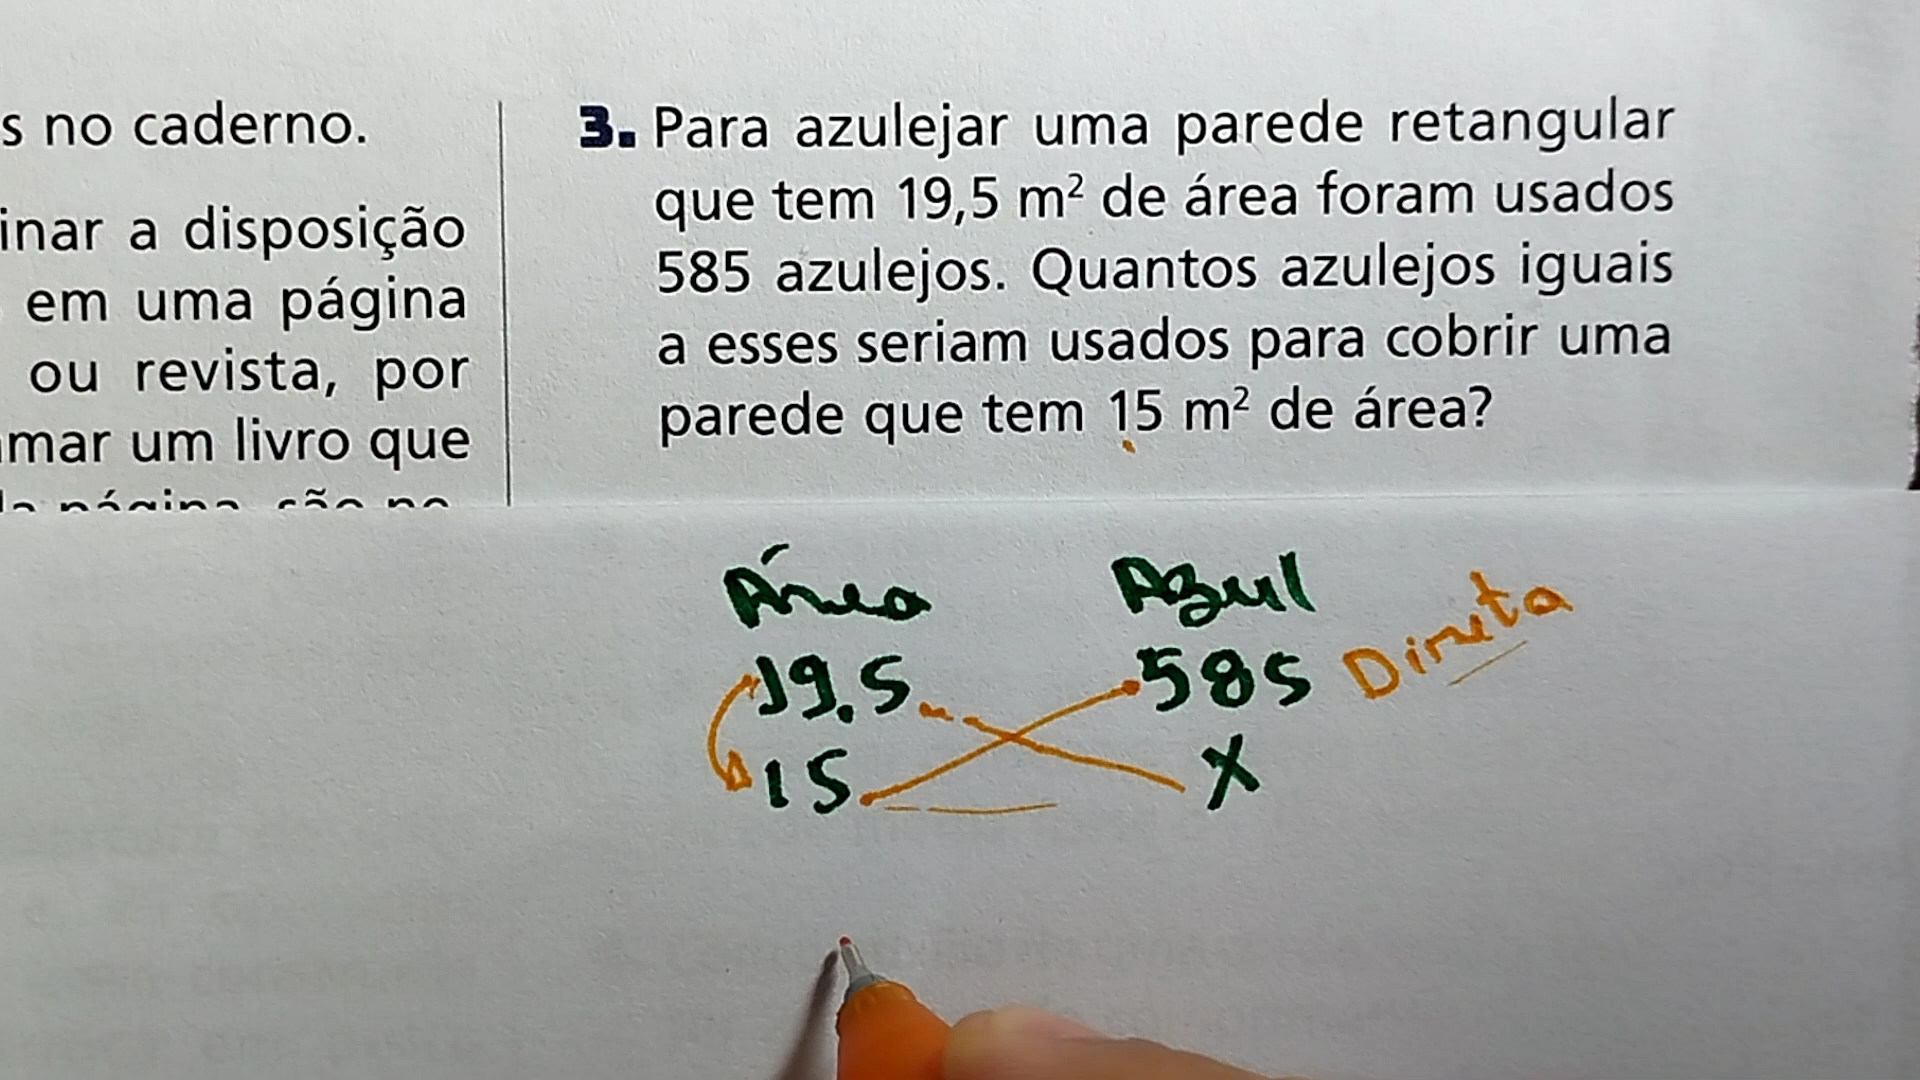 s no caderno.
inar a disposição
em uma página
ou revista, por
mar um livro que
3. Para azulejar uma parede retangular
que tem 19,5 m² de área foram usados
585 azulejos. Quantos azulejos iguais
a esses seriam usados para cobrir uma
parede que tem 15 m² de área?
Área Azul
19.5 585 Direta
15 X